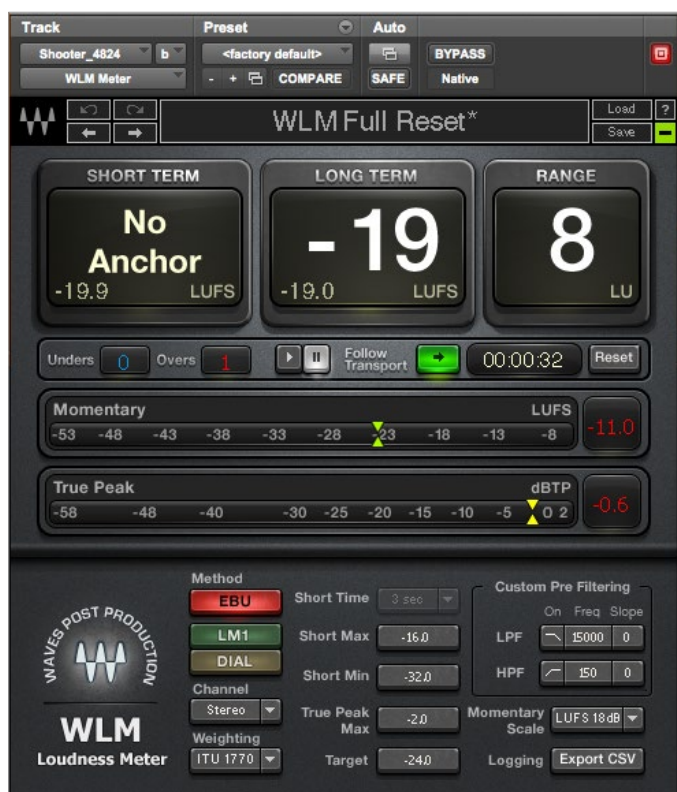 Track Preset Auto
Shooter_4824 b <factory default> BYPASS
WLM Meter - + COMPARE SAFE Native
WLM Full Reset* Load ?
Save
SHORT TERM LONG TERM RANGE
No Anchor -19 8
-19.9 LUFS -19.0 LUFS LU
Unders 0 Overs 1 Follow Transport 00:00:32 Reset
Momentary LUFS
-53 -48 -43 -38 -33 -28 -23 -18 -13 -8 -11.0
True Peak dBTP
-58 -48 -40 -30 -25 -20 -15 -10 -5 0 2 -0.6
Method
EBU Short Time 3 sec Custom Pre Filtering
On Freq Slope
LM1 Short Max -16.0 LPF 15000 0
DIAL Short Min -32.0 HPF 150 0
Channel
Stereo True Peak Max -2.0 Momentary Scale LUFS 18dB
Weighting
ITU 1770 Target -24.0 Logging Export CSV
WAVES POST PRODUCTION
WLM
Loudness Meter